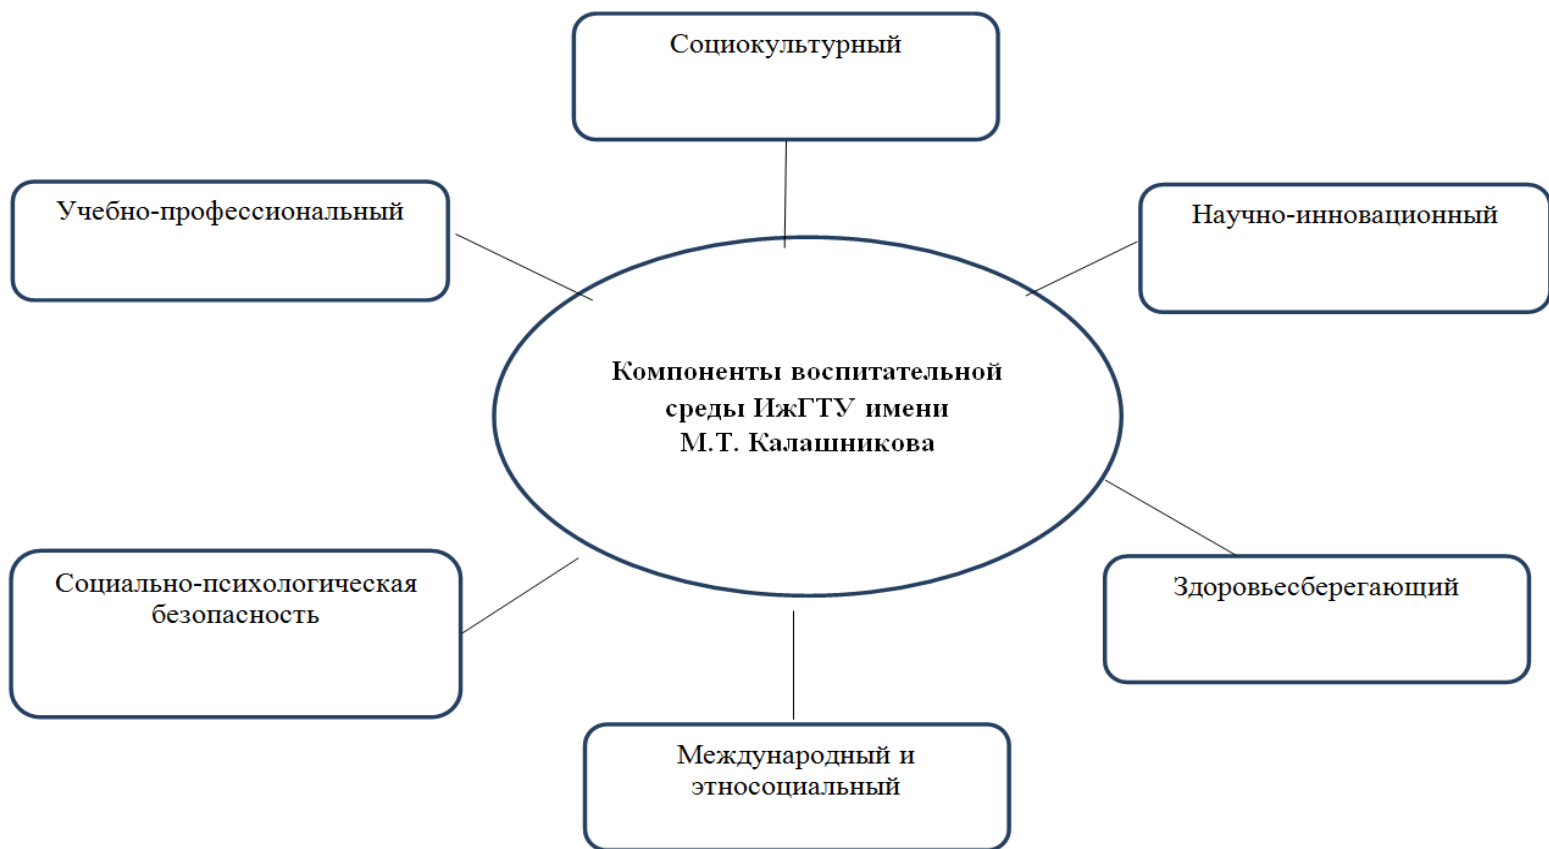 Социокультурный
Учебно-профессиональный
Научно-инновационный
Компоненты воспитательной
среды ИжГТУ имени
М.Т. Калашникова
Социально-психологическая
безопасность
Здоровьесберегающий
Международный и
этносоциальный